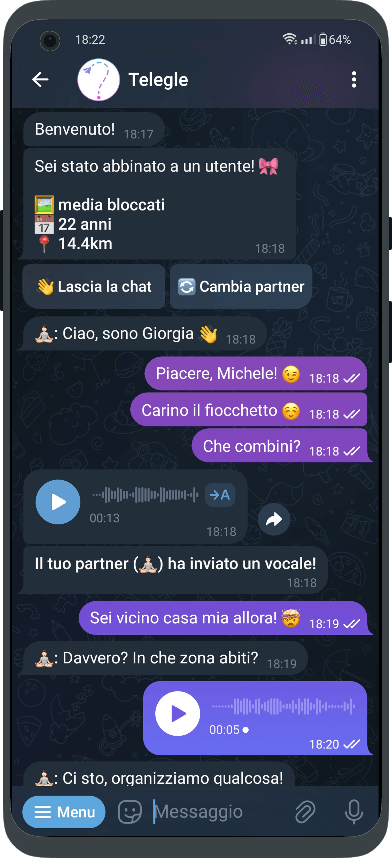 18:22
64%
Telegle
Benvenuto! 18:17
Sei stato abbinato a un utente! 🎀
🖼️ media bloccati
📅 22 anni
📍 14.4km
18:18
👋 Lascia la chat
🔄 Cambia partner
🧘🏻: Ciao, sono Giorgia 👋 18:18
Piacere, Michele! 😉 18:18
Carino il fiocchetto ☺️ 18:18
Che combini? 18:18
→A
00:13
18:18
Il tuo partner (🧘🏻) ha inviato un vocale!
18:18
Sei vicino casa mia allora! 🤯 18:19
🧘🏻: Davvero? In che zona abiti? 18:19
00:05
18:20
🧘🏻: Ci sto, organizziamo qualcosa!
Menu
Messaggio